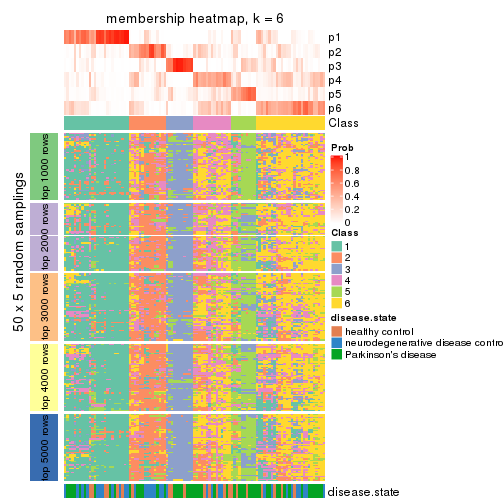 membership heatmap, k = 6
p1
p2
p3
p4
p5
p6
Class
50 x 5 random samplings
top 1000 rows
top 2000 rows
top 3000 rows
top 4000 rows
top 5000 rows
Prob
1
0.8
0.6
0.4
0.2
0
Class
1
2
3
4
5
6
disease.state
healthy control
neurodegenerative disease contro
Parkinson's disease
disease.state